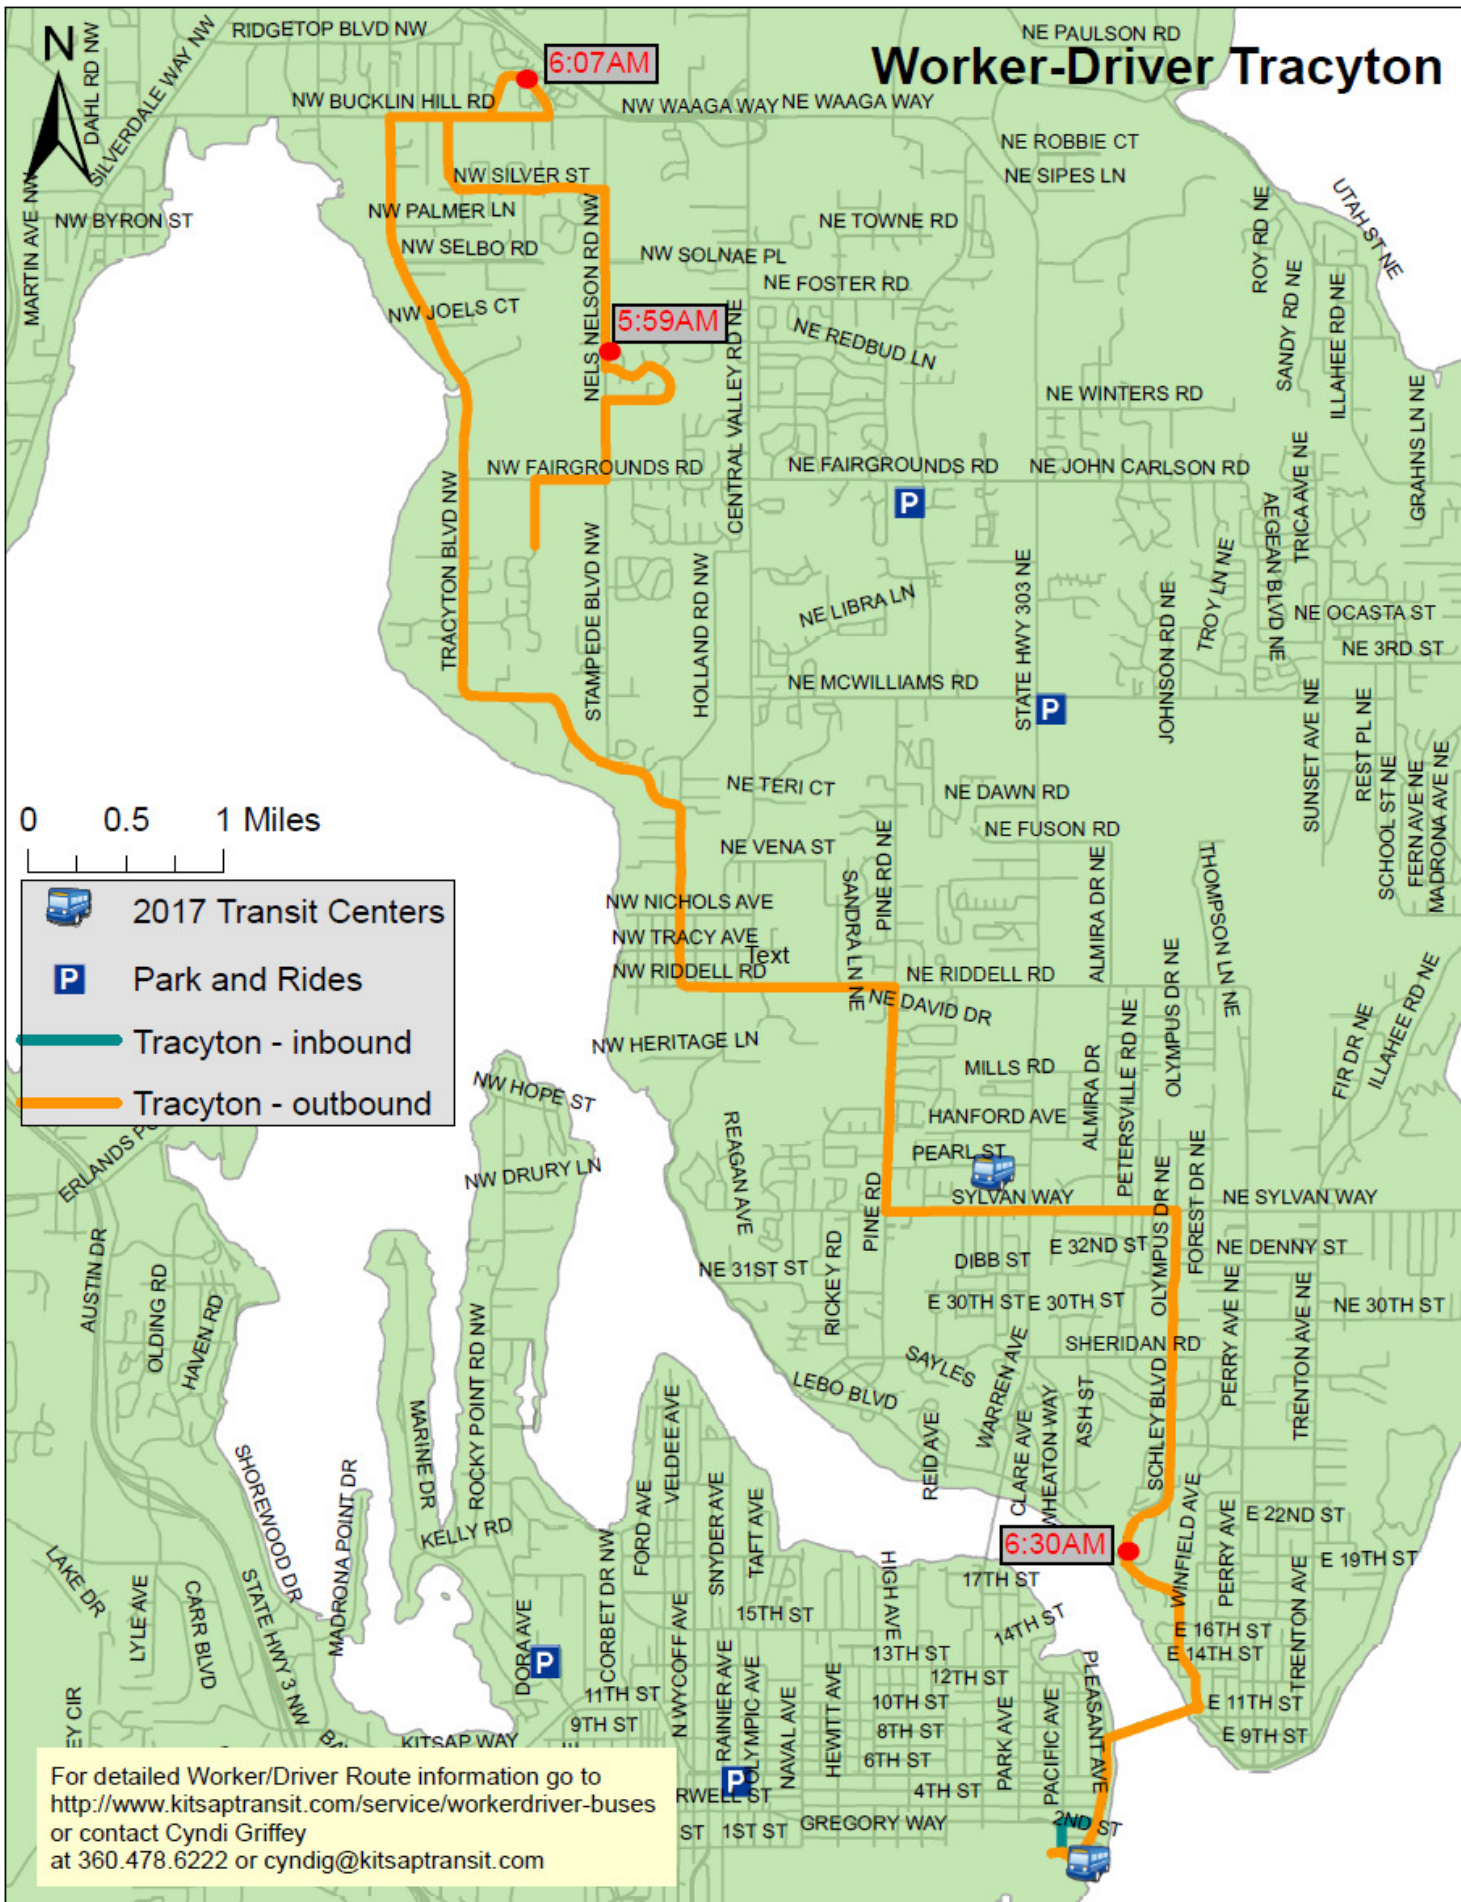 N
Worker-Driver Tracyton
RIDGETOP BLVD NW
NE PAULSON RD
DAHL RD NW
SILVERDALE WAY NW
6:07AM
NW BUCKLIN HILL RD
NW WAAGA WAY
NE WAAGA WAY
NE ROBBIE CT
NW SILVER ST
NE SIPES LN
MARTIN AVE NW
NW BYRON ST
NW PALMER LN
NE TOWNE RD
UTAH ST NE
ROY RD NE
NW SELBO RD
NELS NELSON RD NW
NW SOLNAE PL
NE FOSTER RD
SANDY RD NE
ILLAHEE RD NE
NW JOELS CT
5:59AM
CENTRAL VALLEY RD NE
NE REDBUD LN
NE WINTERS RD
GRAHNS LN NE
NW FAIRGROUNDS RD
NE FAIRGROUNDS RD
NE JOHN CARLSON RD
TRICA AVE NE
AEGEAN BLVD NE
P
TRACYTON BLVD NW
STAMPEDE BLVD NW
HOLLAND RD NW
NE LIBRA LN
STATE HWY 303 NE
JOHNSON RD NE
TROY LN NE
NE OCASTA ST
NE 3RD ST
NE MCWILLIAMS RD
P
SUNSET AVE NE
REST PL NE
SCHOOL ST NE
FERN AVE NE
MADRONA AVE NE
NE TERI CT
NE DAWN RD
NE FUSON RD
0 0.5 1 Miles
NE VENA ST
PINE RD NE
SANDRA LN NE
ALMIRA DR NE
THOMPSON LN NE
2017 Transit Centers
P Park and Rides
Tracyton - inbound
Tracyton - outbound
NW NICHOLS AVE
NW TRACY AVE
Text
NW RIDDELL RD
NE RIDDELL RD
NE DAVID DR
OLYMPUS DR NE
PETERSVILLE RD NE
FIR DR NE
ILLAHEE RD NE
NW HERITAGE LN
MILLS RD
ALMIRA DR
NW HOPE ST
HANFORD AVE
REAGAN AVE
PEARL ST
NW DRURY LN
PINE RD
SYLVAN WAY
OLYMPUS DR NE
FOREST DR NE
NE SYLVAN WAY
AUSTIN DR
OLDING RD
HAVEN RD
NE 31ST ST
RICKEY RD
DIBB ST
E 32ND ST
NE DENNY ST
E 30TH ST
E 30TH ST
PERRY AVE NE
TRENTON AVE NE
NE 30TH ST
SHERIDAN RD
SAYLES
LEBO BLVD
WARREN AVE
ROCKY POINT RD NW
MARINE DR
VELDEE AVE
REID AVE
CLARE AVE
WHEATON WAY
ASH ST
SCHLEY BLVD
SHOREWOOD DR
MADRONA POINT DR
KELLY RD
FORD AVE
SNYDER AVE
TAFT AVE
WINFIELD AVE
PERRY AVE
E 22ND ST
6:30AM
E 19TH ST
TRENTON AVE
LAKE DR
LYLE AVE
CARR BLVD
STATE HWY 3 NW
CORBET DR NW
DORA AVE
N WYCOFF AVE
15TH ST
HIGH AVE
17TH ST
14TH ST
E 16TH ST
E 14TH ST
P
13TH ST
12TH ST
PLEASANT AVE
RAINIER AVE
OLYMPIC AVE
NAVAL AVE
HEWITT AVE
11TH ST
10TH ST
PARK AVE
PACIFIC AVE
E 11TH ST
9TH ST
8TH ST
E 9TH ST
EY CIR
KITSAP WAY
6TH ST
P
RWELL ST
4TH ST
ST
1ST ST
GREGORY WAY
2ND ST
For detailed Worker/Driver Route information go to
http://www.kitsaptransit.com/service/workerdriver-buses
or contact Cyndi Griffey
at 360.478.6222 or cyndig@kitsaptransit.com